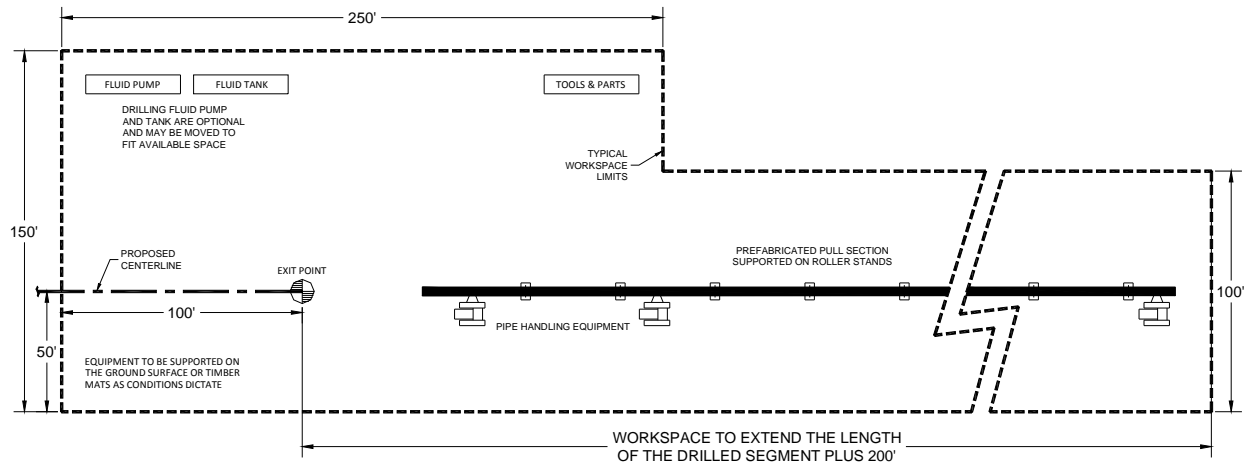 250'
FLUID PUMP
FLUID TANK
TOOLS & PARTS
DRILLING FLUID PUMP
AND TANK ARE OPTIONAL
AND MAY BE MOVED TO
FIT AVAILABLE SPACE
TYPICAL
WORKSPACE
LIMITS
150'
PROPOSED
CENTERLINE
EXIT POINT
PREFABRICATED PULL SECTION
SUPPORTED ON ROLLER STANDS
100'
100'
50'
PIPE HANDLING EQUIPMENT
EQUIPMENT TO BE SUPPORTED ON
THE GROUND SURFACE OR TIMBER
MATS AS CONDITIONS DICTATE
WORKSPACE TO EXTEND THE LENGTH
OF THE DRILLED SEGMENT PLUS 200'